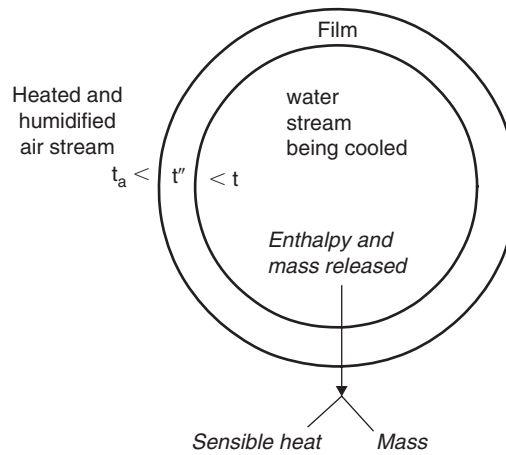 Film
Heated and
humidified
air stream
water
stream
being cooled
t_a < t″ < t
Enthalpy and
mass released
Sensible heat Mass